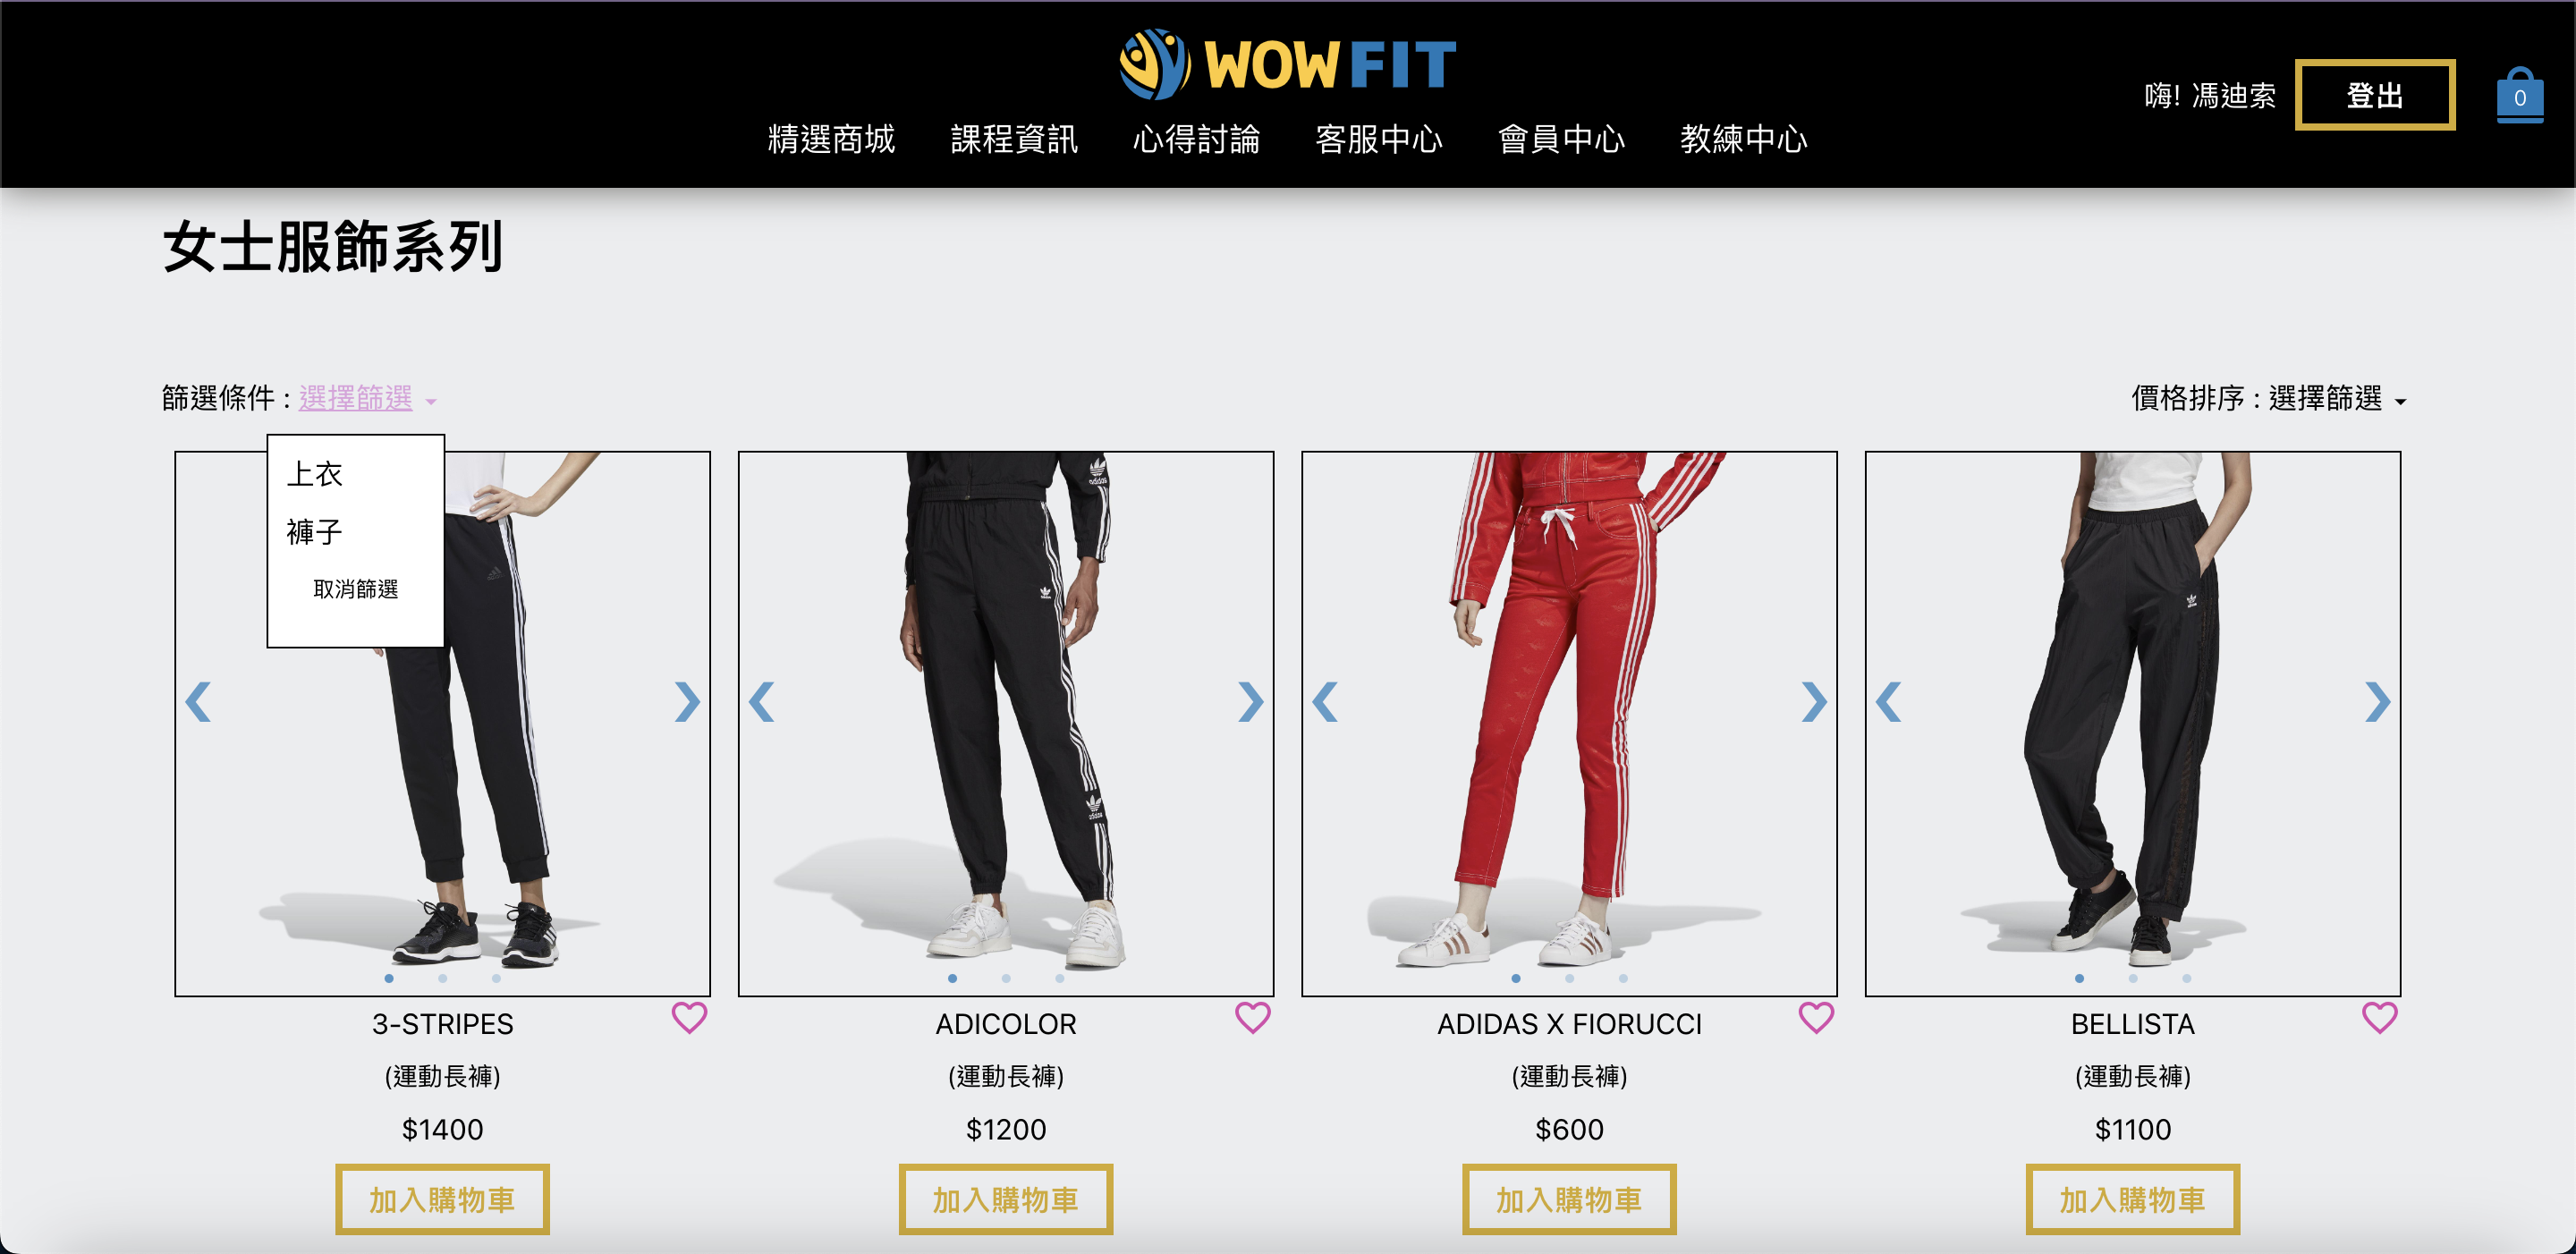 WOW FIT
嗨! 馮迪索
登出
0
精選商城 課程資訊 心得討論 客服中心 會員中心 教練中心
女士服飾系列
篩選條件 : 選擇篩選
價格排序 : 選擇篩選
上衣
褲子
取消篩選
adidas
adidas
3-STRIPES
ADICOLOR
ADIDAS X FIORUCCI
BELLISTA
(運動長褲)
(運動長褲)
(運動長褲)
(運動長褲)
$1400
$1200
$600
$1100
加入購物車
加入購物車
加入購物車
加入購物車